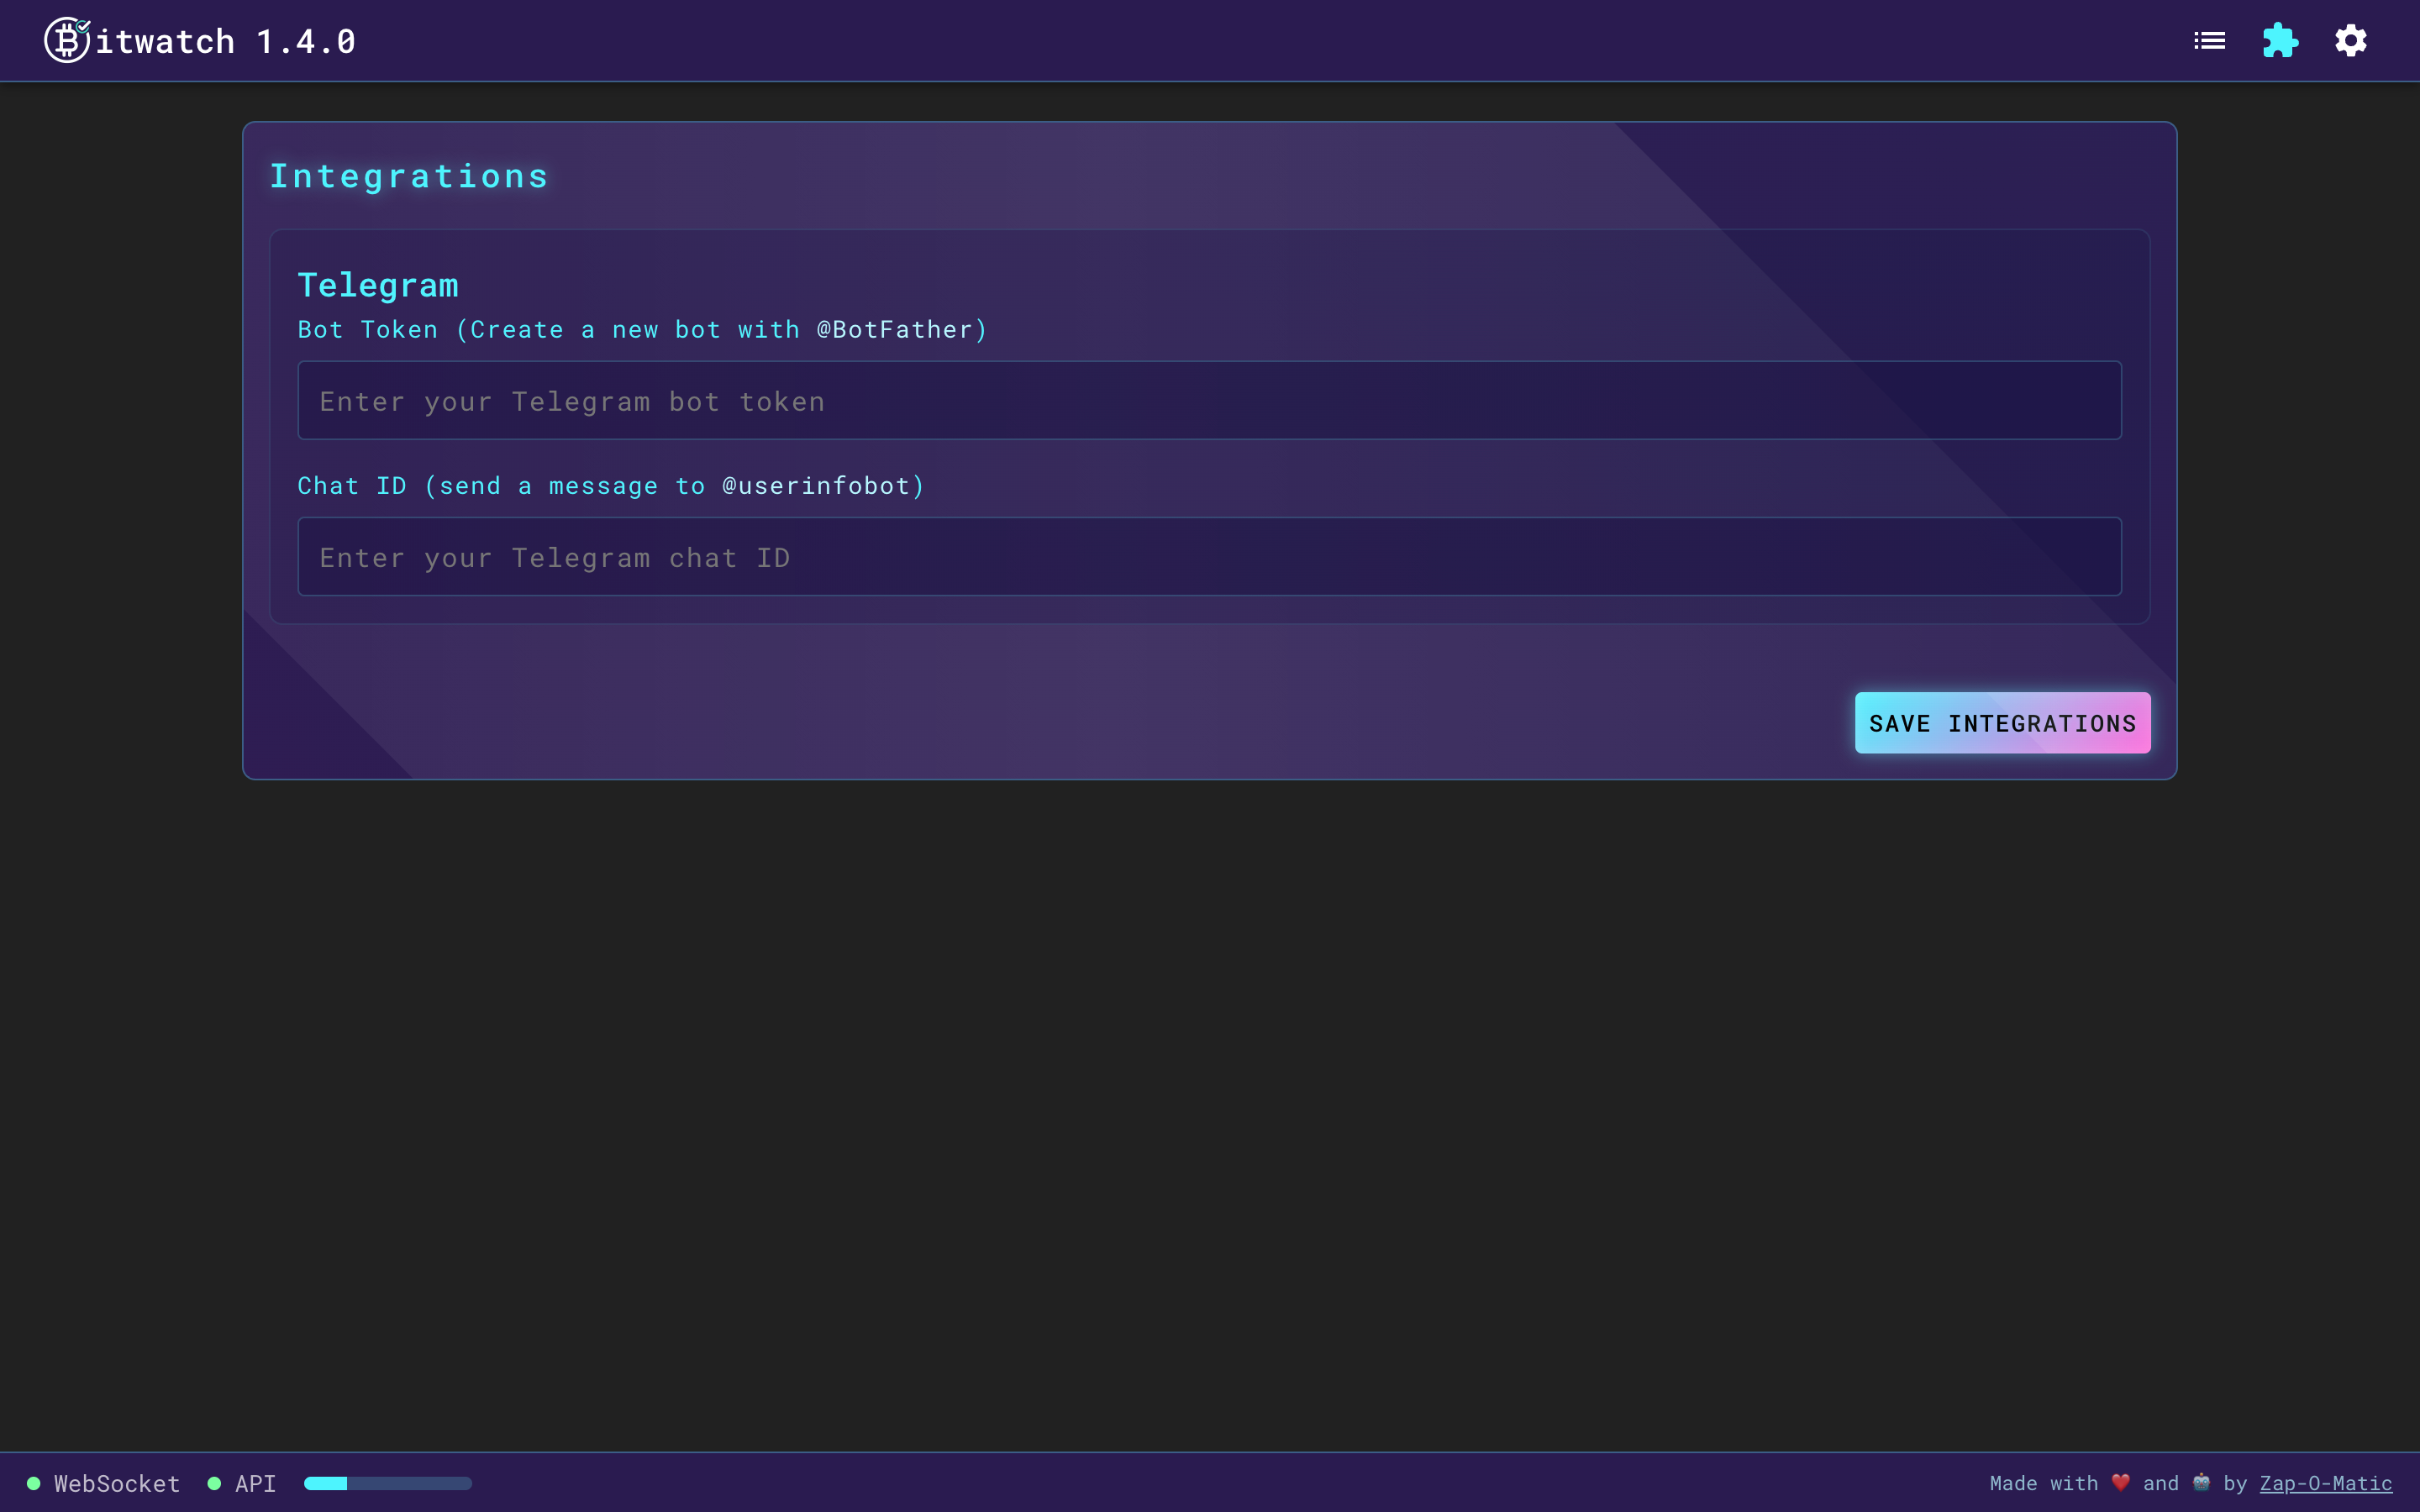 Bitwatch 1.4.0
Integrations
Telegram
Bot Token (Create a new bot with @BotFather)
Enter your Telegram bot token
Chat ID (send a message to @userinfobot)
Enter your Telegram chat ID
SAVE INTEGRATIONS
WebSocket API
Made with ❤️ and 🤖 by Zap-O-Matic